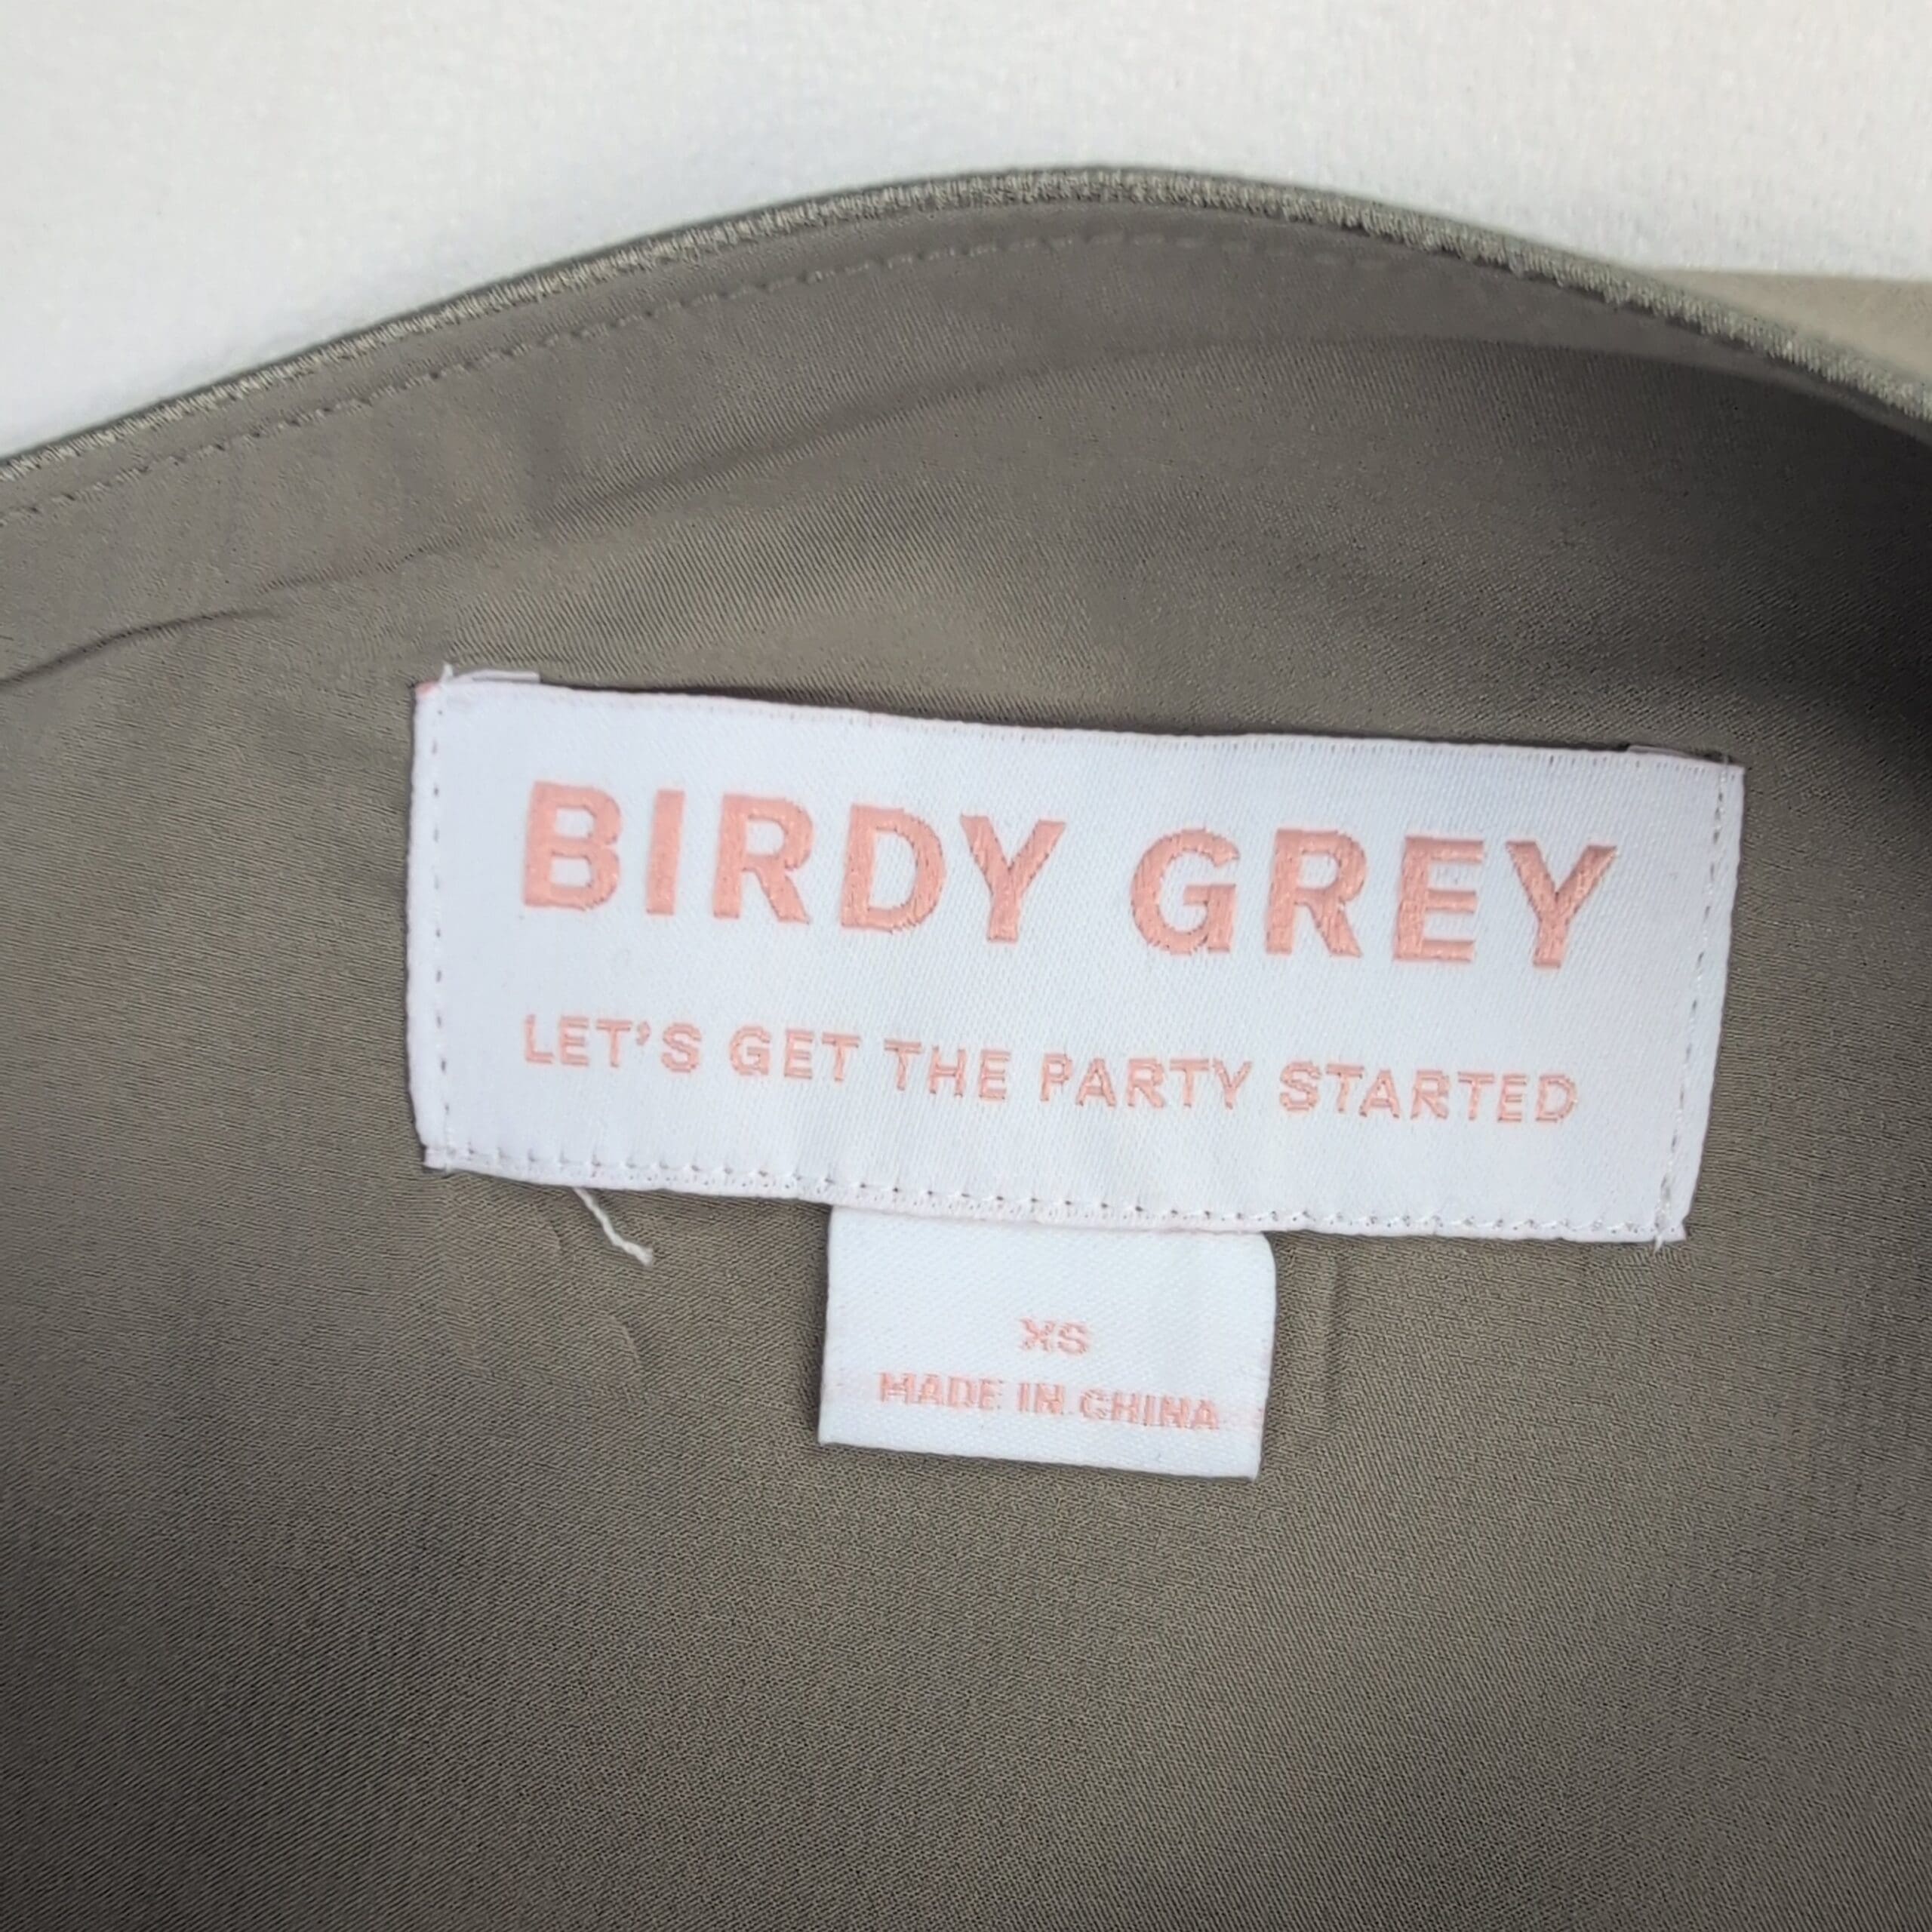 BIRDY GREY
LET'S GET THE PARTY STARTED
XS
MADE IN CHINA